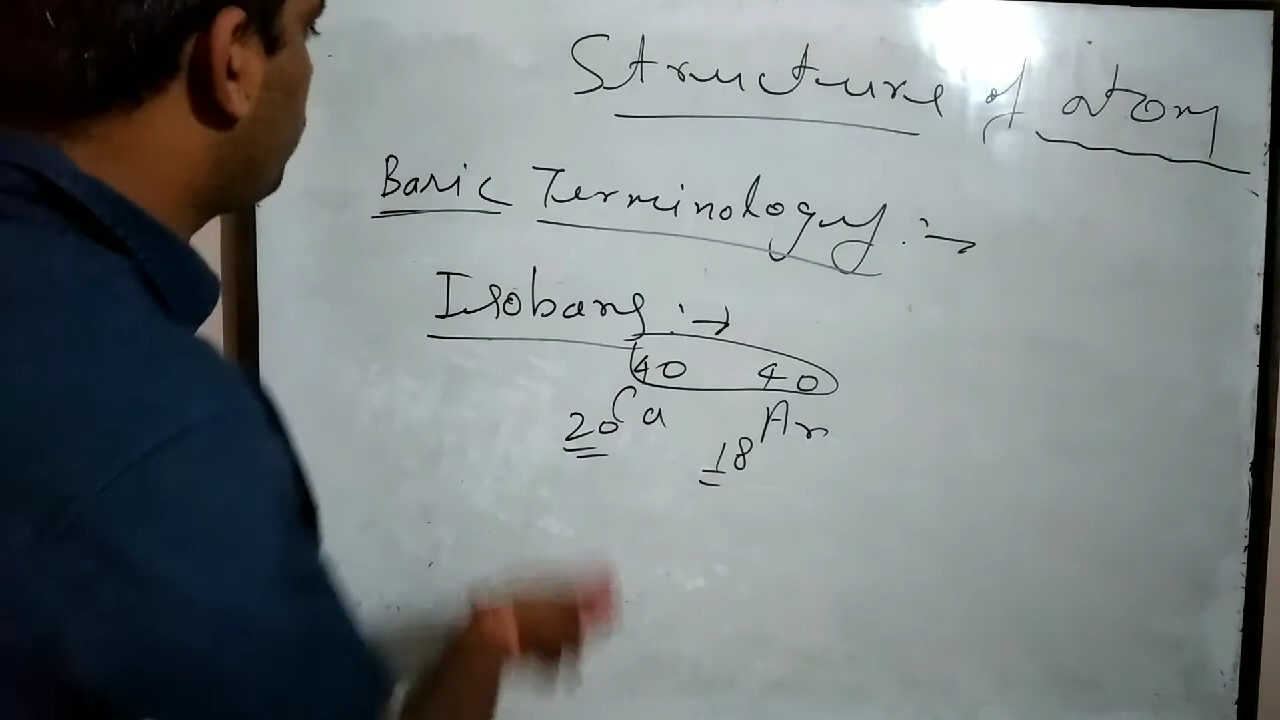 Structure of atom
Basic Terminology :→
Isobars :→
40 40
20Ca 18Ar